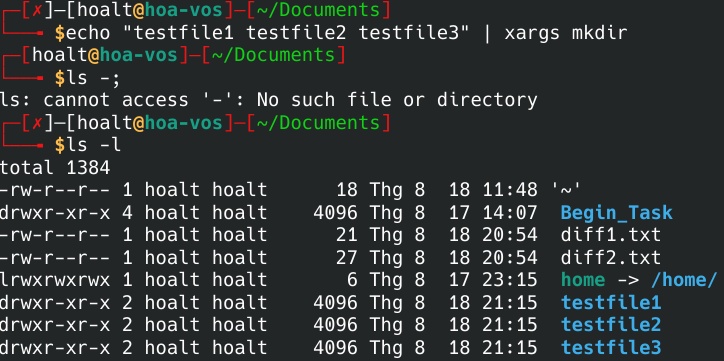 ┌─[✗]─[hoalt@hoa-vos]─[~/Documents]
└──╼ $echo "testfile1 testfile2 testfile3" | xargs mkdir
┌─[hoalt@hoa-vos]─[~/Documents]
└──╼ $ls -;
ls: cannot access '-': No such file or directory
┌─[✗]─[hoalt@hoa-vos]─[~/Documents]
└──╼ $ls -l
total 1384
-rw-r--r-- 1 hoalt hoalt      18 Thg 8  18 11:48 '~'
drwxr-xr-x 4 hoalt hoalt    4096 Thg 8  17 14:07  Begin_Task
-rw-r--r-- 1 hoalt hoalt      21 Thg 8  18 20:54  diff1.txt
-rw-r--r-- 1 hoalt hoalt      27 Thg 8  18 20:54  diff2.txt
lrwxrwxrwx 1 hoalt hoalt       6 Thg 8  17 23:15  home -> /home/
drwxr-xr-x 2 hoalt hoalt    4096 Thg 8  18 21:15  testfile1
drwxr-xr-x 2 hoalt hoalt    4096 Thg 8  18 21:15  testfile2
drwxr-xr-x 2 hoalt hoalt    4096 Thg 8  18 21:15  testfile3